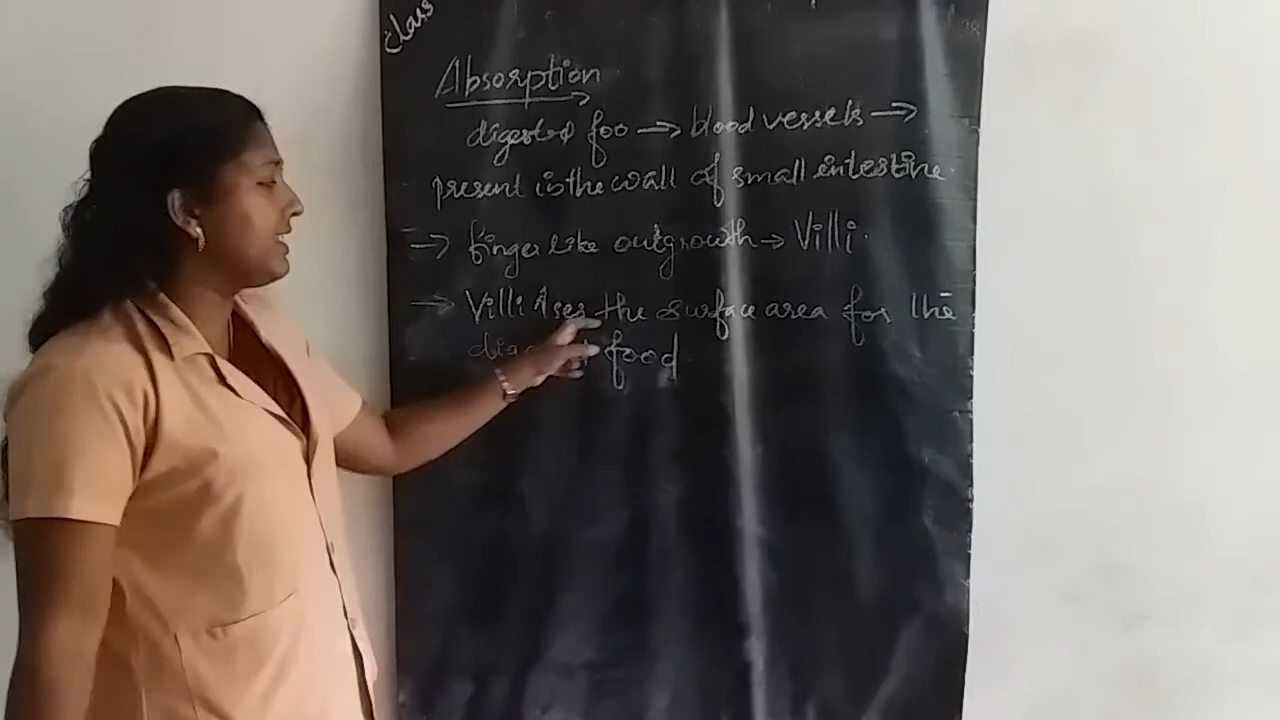 Class
Absorption
digested foo → blood vessels →
present in the wall of small intestine.
→ finger like outgrowth → Villi.
→ Villi ↑ses the surface area for the
food